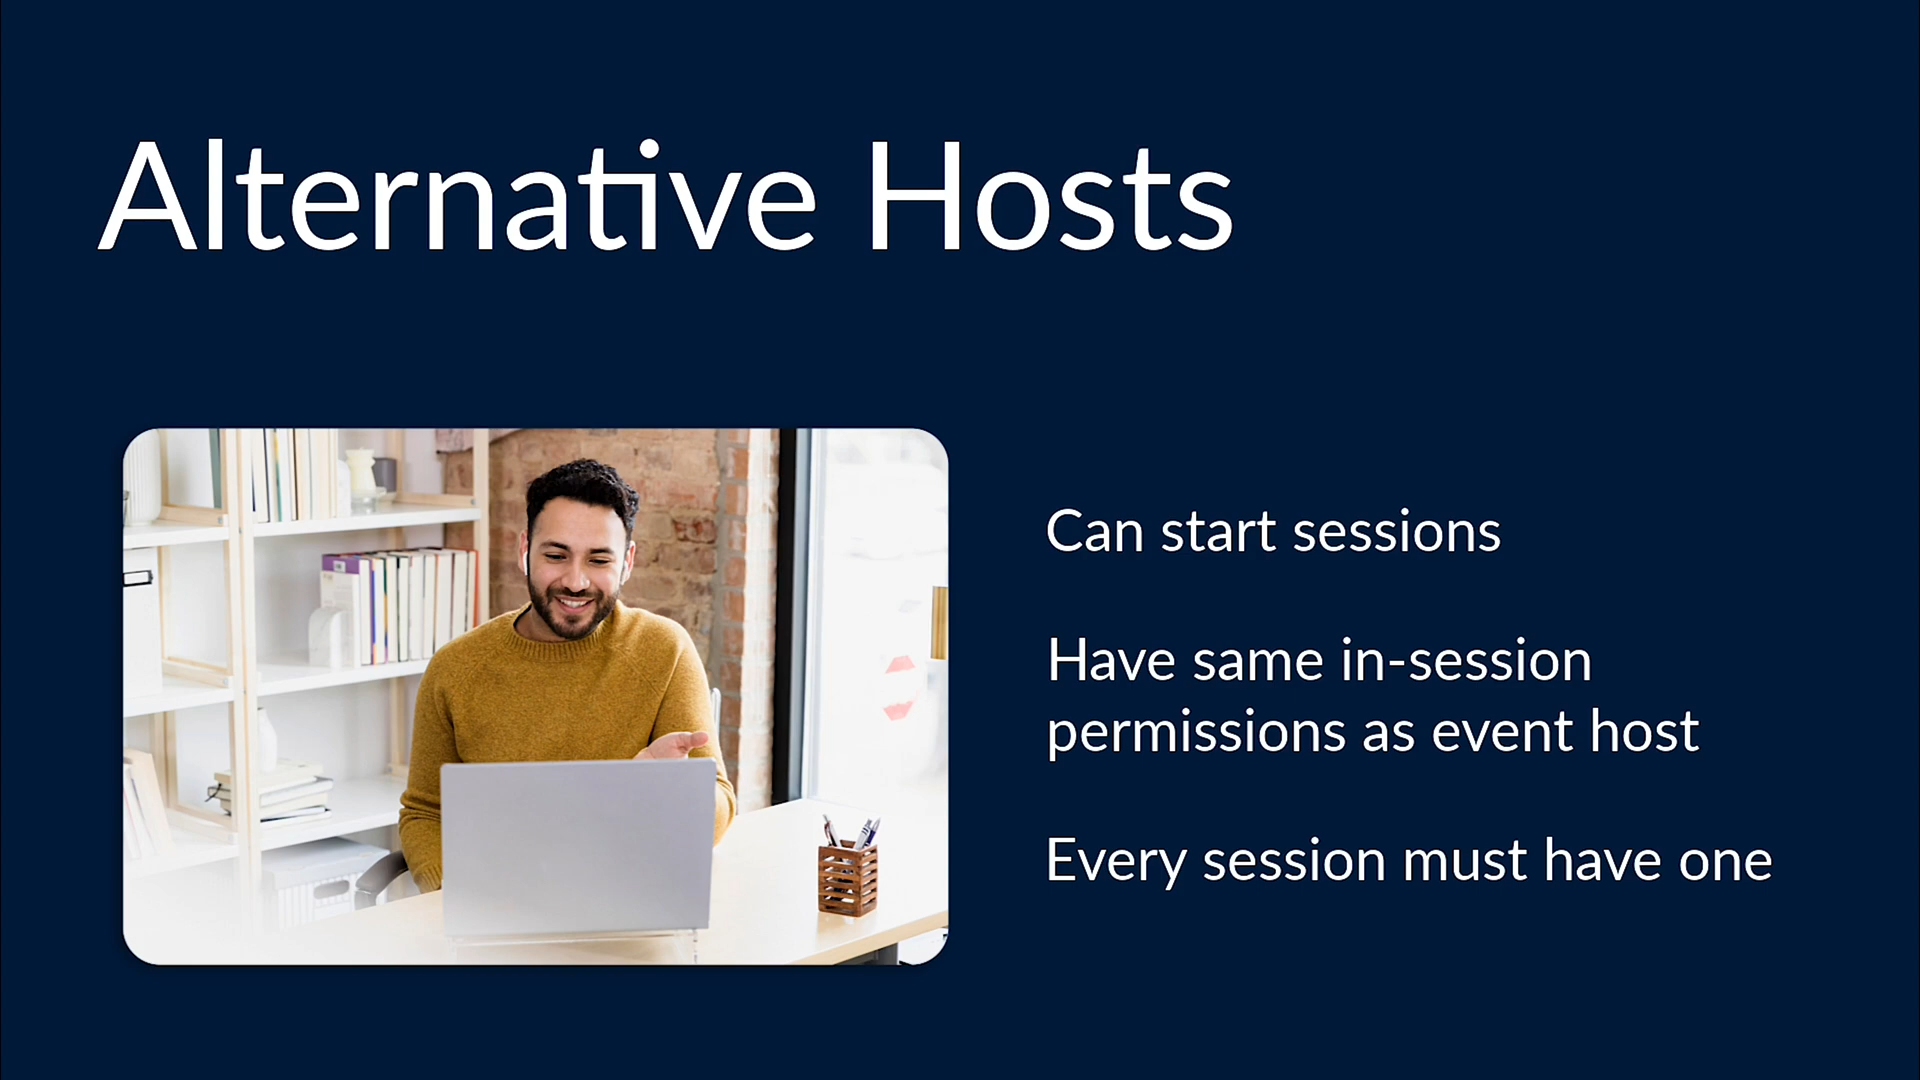 Alternative Hosts
Can start sessions
Have same in-session
permissions as event host
Every session must have one